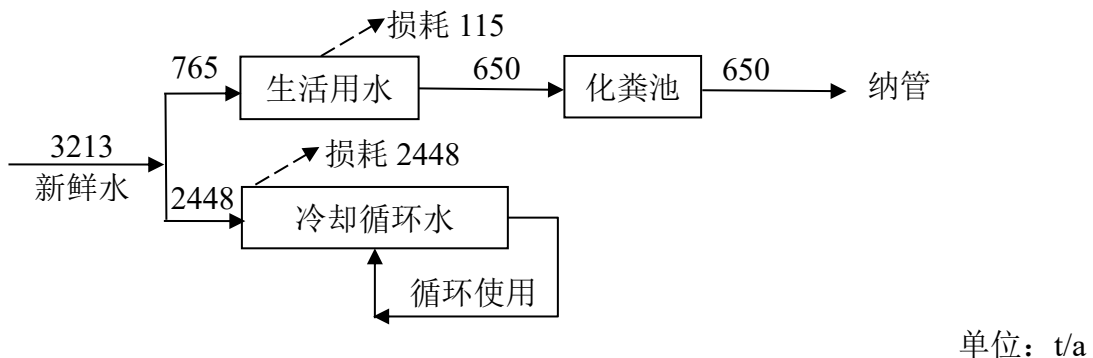 损耗 115
765
生活用水
650
化粪池
650
纳管
3213
新鲜水
损耗 2448
2448
冷却循环水
循环使用
单位：t/a